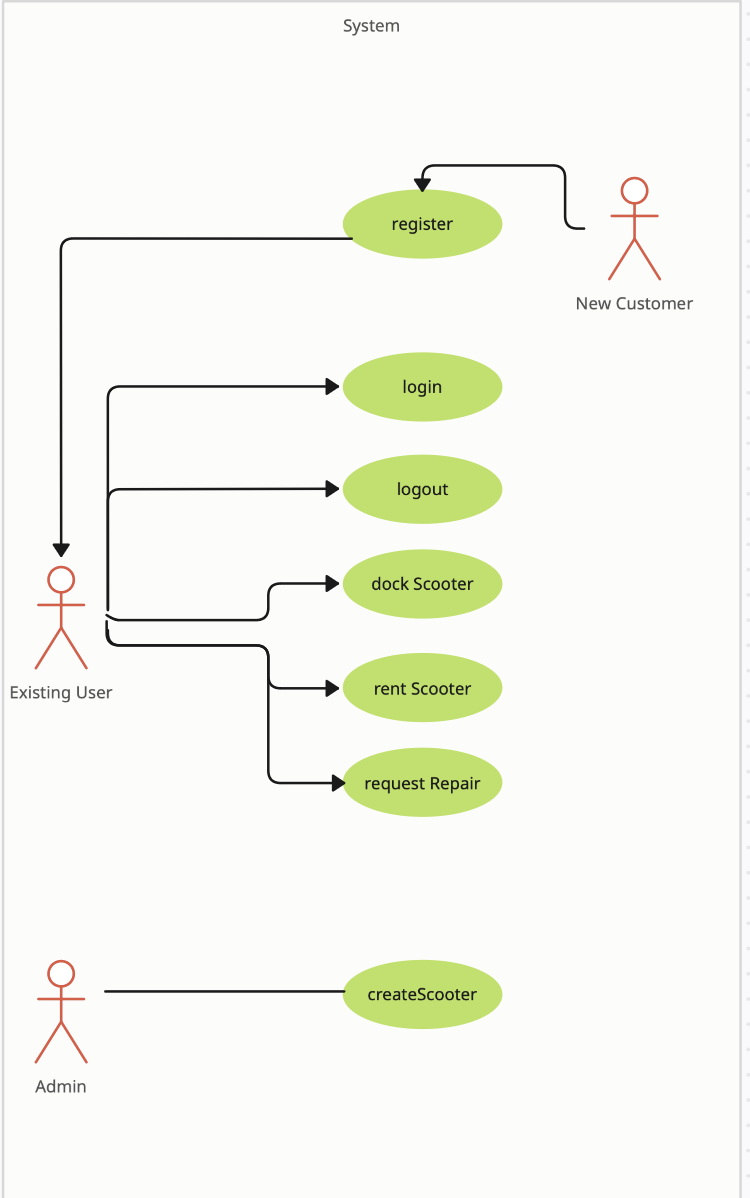 System
register
New Customer
login
logout
dock Scooter
rent Scooter
Existing User
request Repair
createScooter
Admin